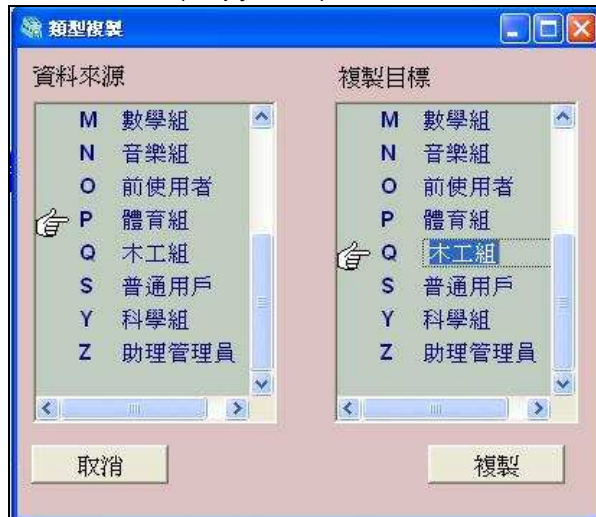 類型複製
資料來源
M 數學組
N 音樂組
O 前使用者
P 體育組
Q 木工組
S 普通用戶
Y 科學組
Z 助理管理員
複製目標
M 數學組
N 音樂組
O 前使用者
P 體育組
Q 木工組
S 普通用戶
Y 科學組
Z 助理管理員
取消
複製